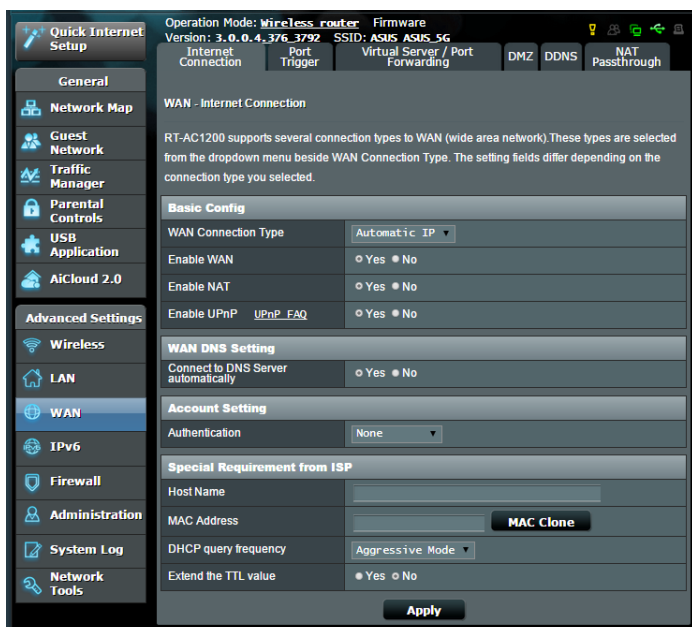 Quick Internet
Setup
Operation Mode: Wireless router Firmware
Version: 3.0.0.4.376_3792 SSID: ASUS ASUS_5G
Internet
Connection
Port
Trigger
Virtual Server / Port
Forwarding
DMZ
DDNS
NAT
Passthrough
General
Network Map
Guest
Network
Traffic
Manager
Parental
Controls
USB
Application
AiCloud 2.0
Advanced Settings
Wireless
LAN
WAN
IPv6
Firewall
Administration
System Log
Network
Tools
WAN - Internet Connection
RT-AC1200 supports several connection types to WAN (wide area network).These types are selected
from the dropdown menu beside WAN Connection Type. The setting fields differ depending on the
connection type you selected.
Basic Config
WAN Connection Type Automatic IP
Enable WAN Yes No
Enable NAT Yes No
Enable UPnP UPnP FAQ Yes No
WAN DNS Setting
Connect to DNS Server
automatically
Yes No
Account Setting
Authentication None
Special Requirement from ISP
Host Name
MAC Address MAC Clone
DHCP query frequency Aggressive Mode
Extend the TTL value Yes No
Apply